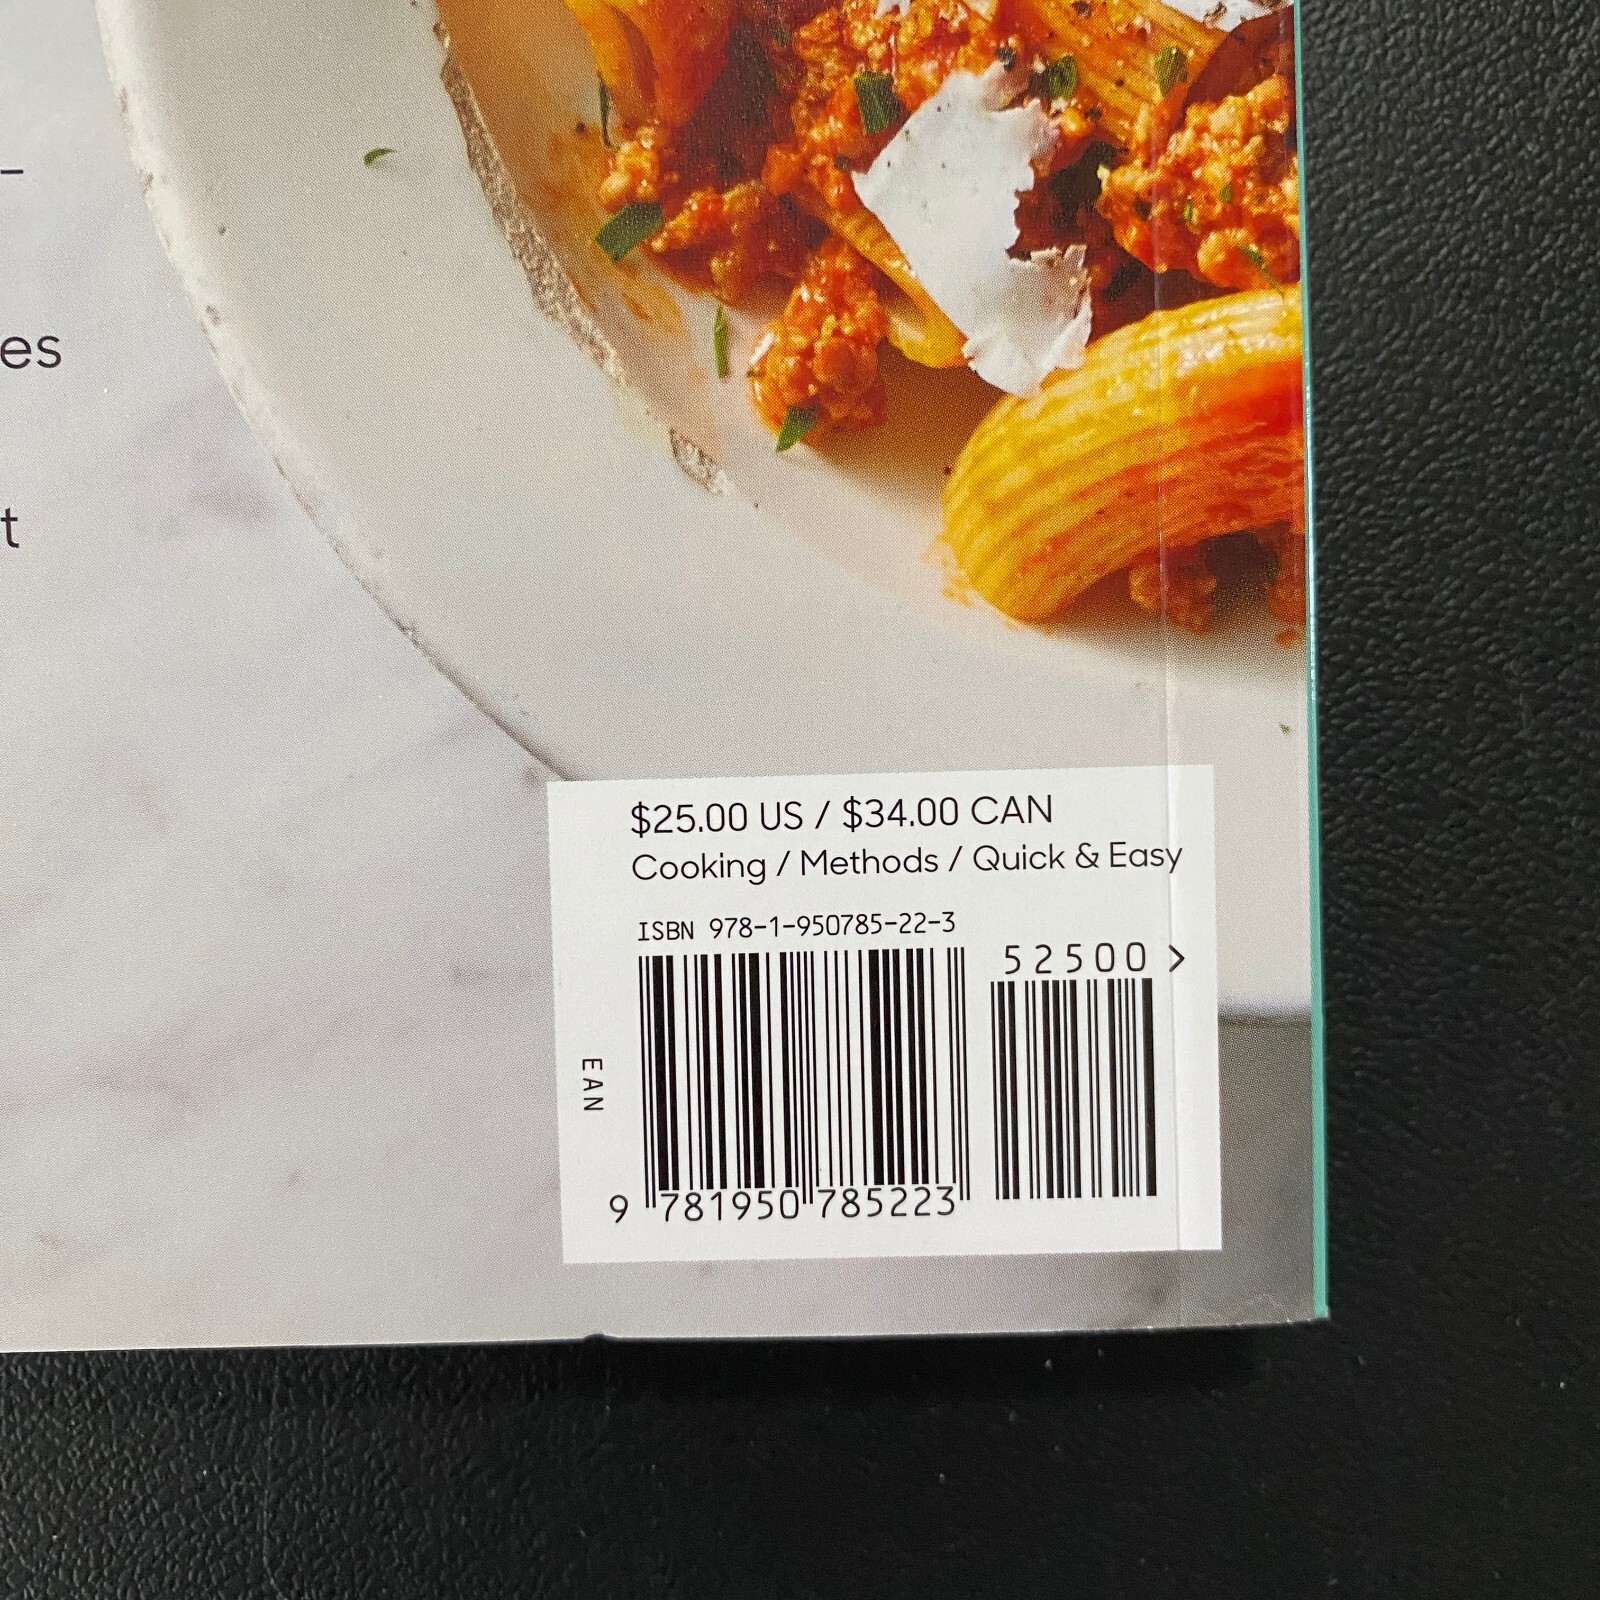 -
es
t
$25.00 US / $34.00 CAN
Cooking / Methods / Quick & Easy
ISBN 978-1-950785-22-3
52500 >
EAN
9 781950 785223